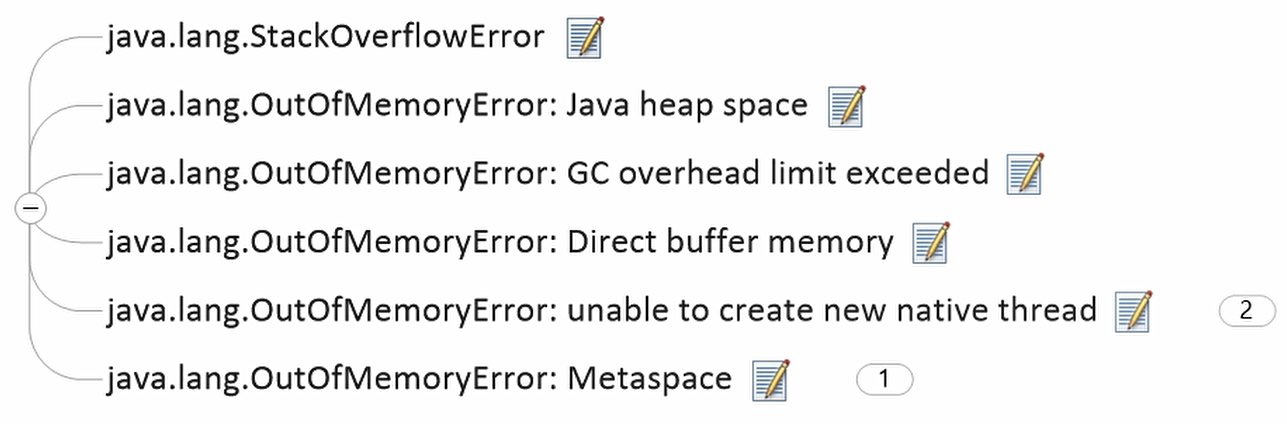 java.lang.StackOverflowError
java.lang.OutOfMemoryError: Java heap space
java.lang.OutOfMemoryError: GC overhead limit exceeded
java.lang.OutOfMemoryError: Direct buffer memory
java.lang.OutOfMemoryError: unable to create new native thread 2
java.lang.OutOfMemoryError: Metaspace 1